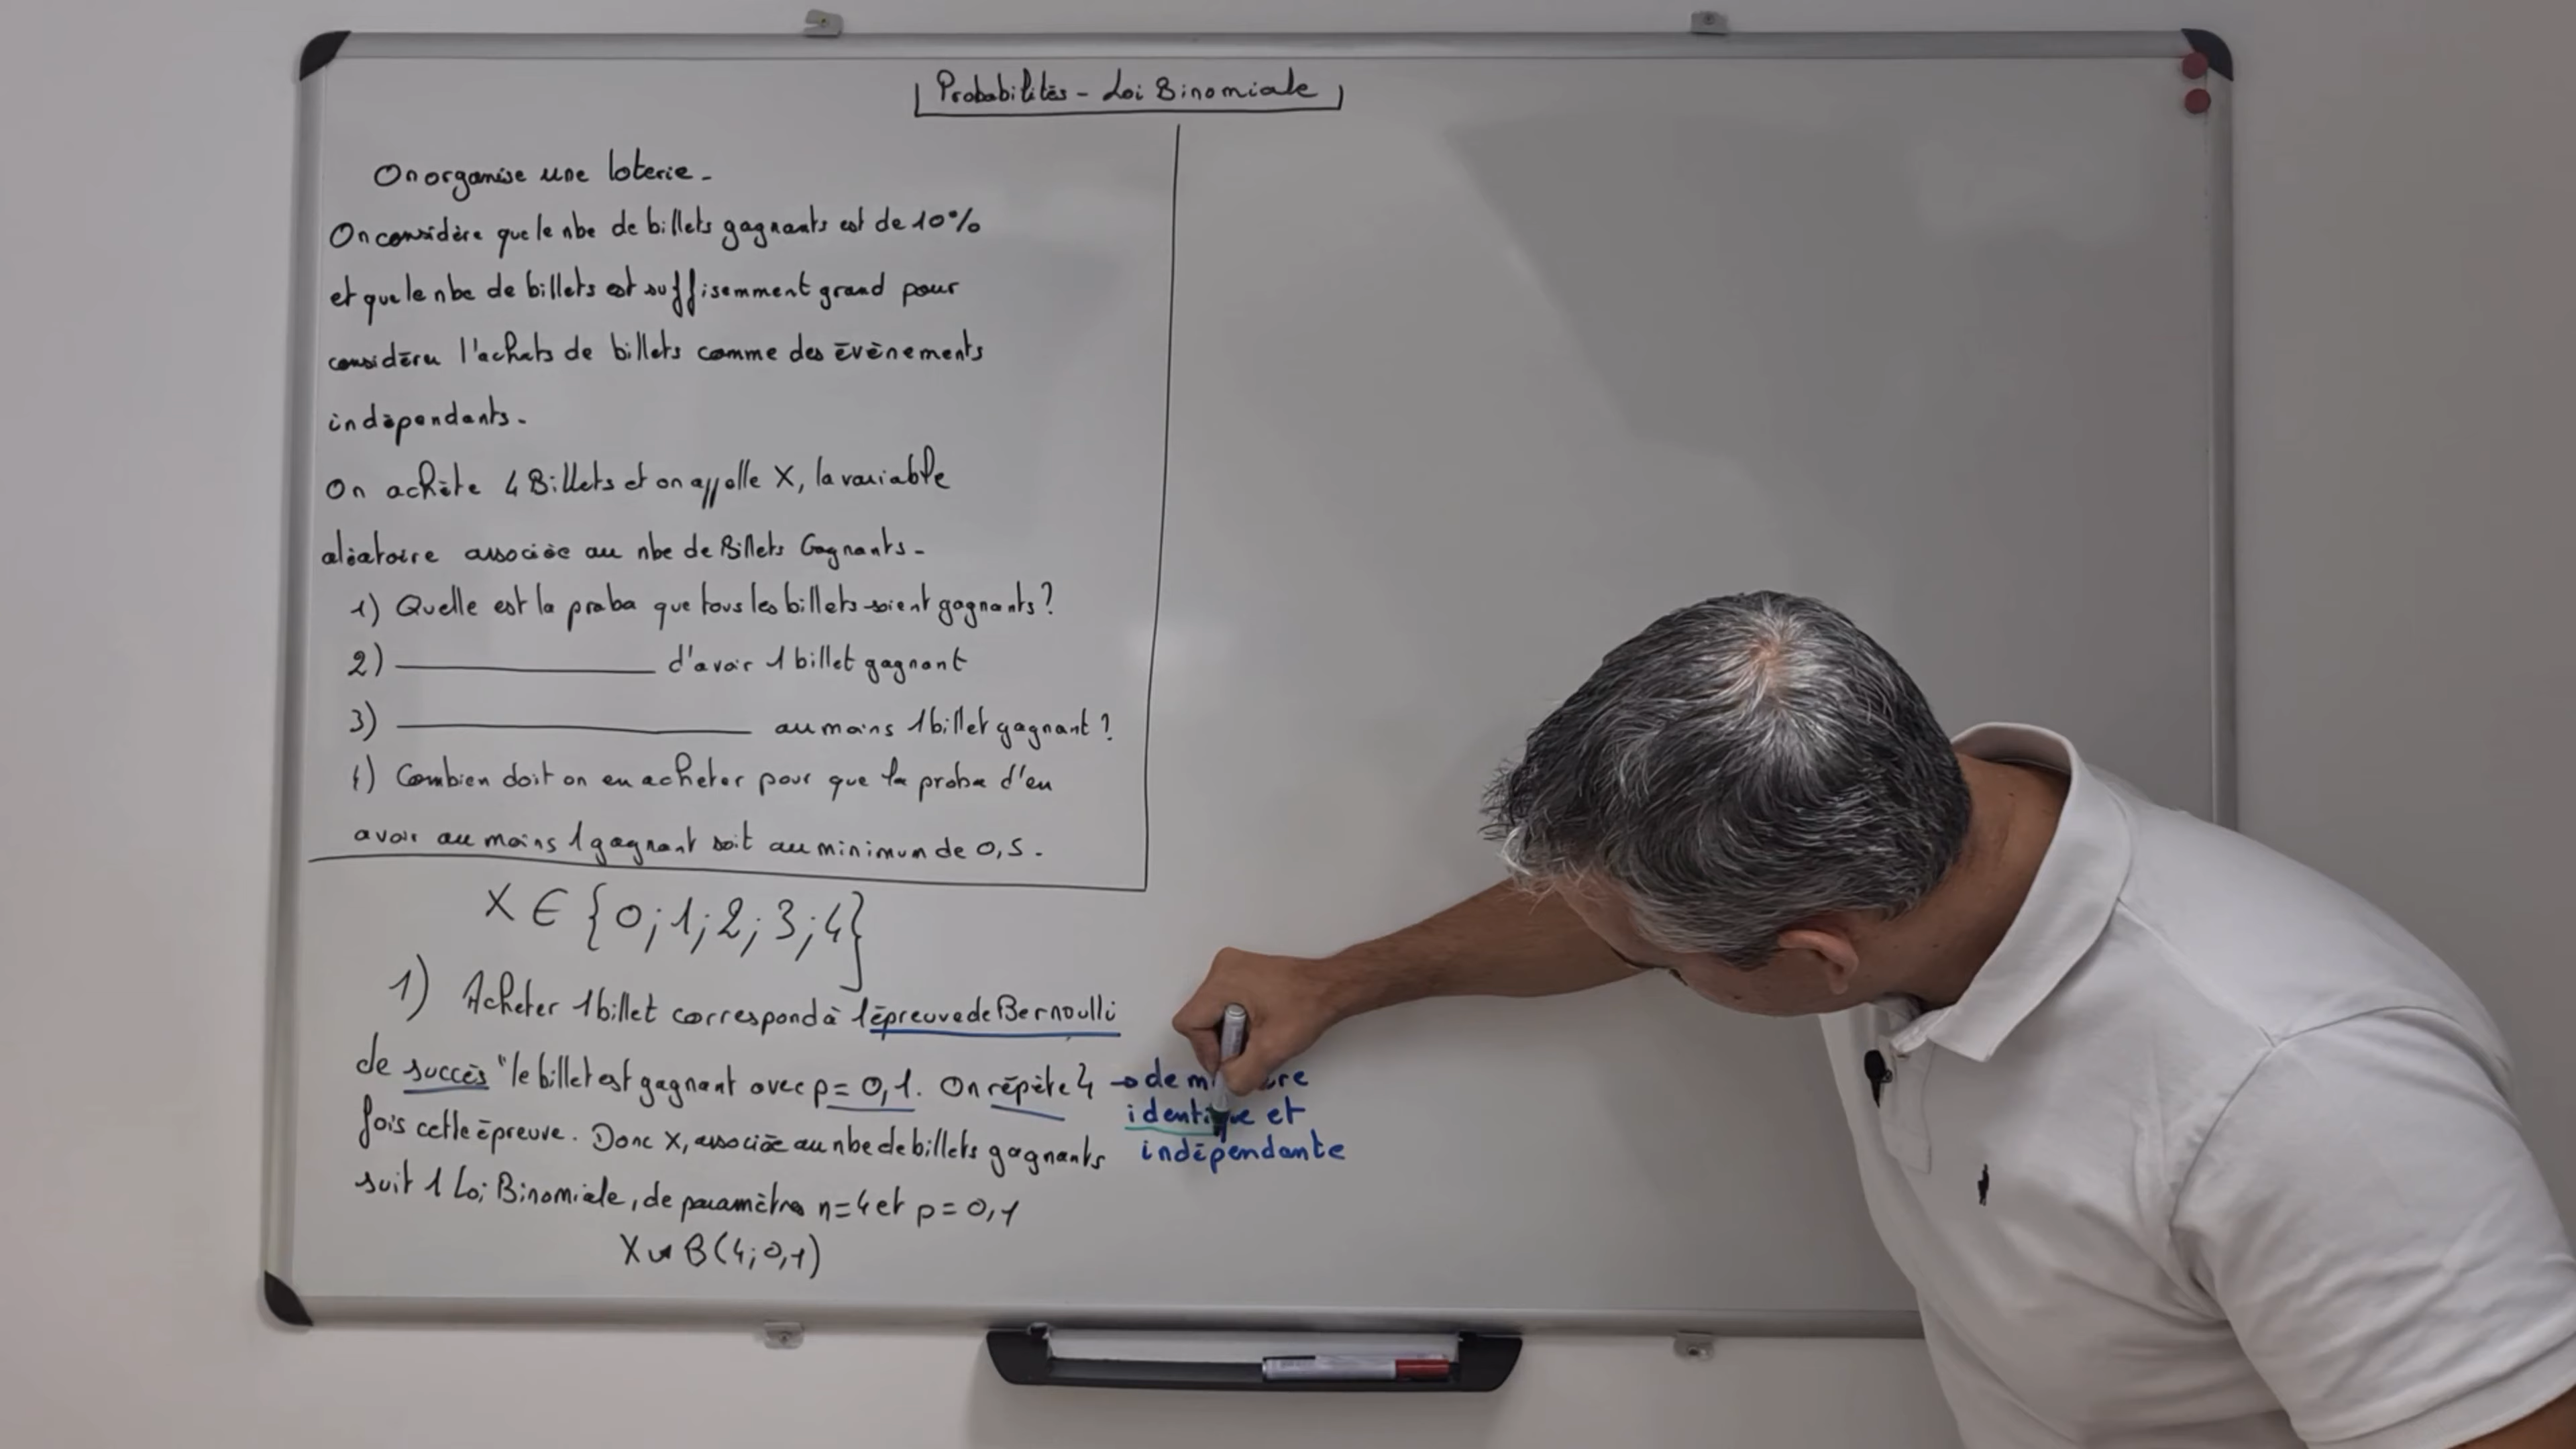 Probabilités - Loi Binomiale
On organise une loterie -
On considère que le nbe de billets gagnants est de 10%
et que le nbe de billets est suffisemment grand pour
considéru l'achats de billets comme des évènements
indépendants -
On achète 4 Billets et on appelle X, la variable
aléatoire associée au nbe de Billets Gagnants -
1) Quelle est la proba que tous les billets soient gagnants ?
2) d'avoir 1 billet gagnant
3) au moins 1 billet gagnant ?
4) Combien doit on en acheter pour que la proba d'en
avoir au moins 1 gagnant soit au minimum de 0,5 -
X ∈ {0;1;2;3;4}
1) Acheter 1 billet correspond à l'épreuve de Bernoulli
de succès "le billet est gagnant avec p = 0,1. On répète 4 → de
fois cette épreuve. Donc X, associée au nbe de billets gagnants
identique et
indépendante
suit 1 Loi Binomiale, de paramètres n=4 et p=0,1
X ~ B(4;0,1)